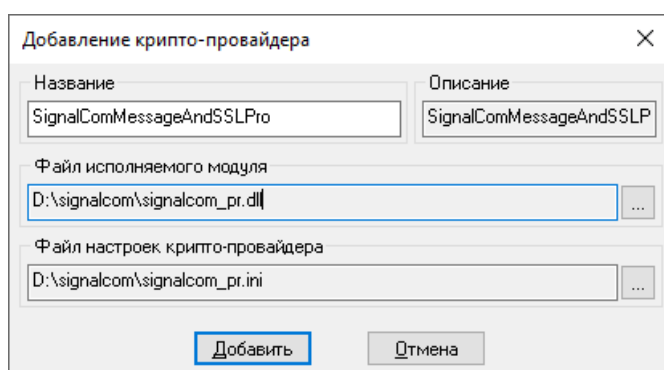 Добавление крипто-провайдера
Название
Описание
SignalComMessageAndSSLPro
SignalComMessageAndSSLP
Файл исполняемого модуля
D:\signalcom\signalcom_pr.dll
...
Файл настроек крипто-провайдера
D:\signalcom\signalcom_pr.ini
...
Добавить
Отмена